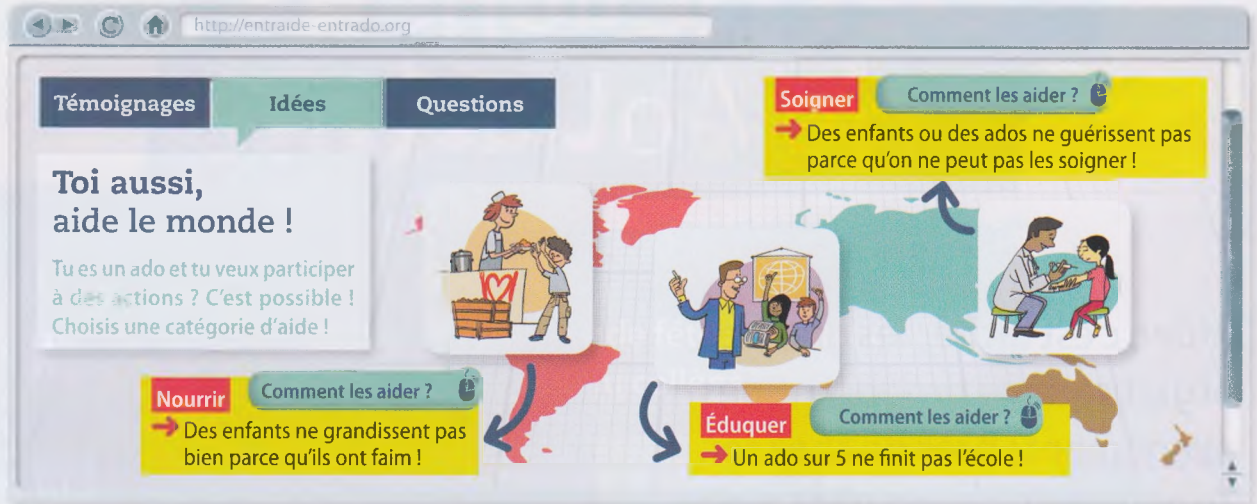 http://entraide-entrado.org
Témoignages
Idées
Questions
Toi aussi,
aide le monde !
Tu es un ado et tu veux participer
à des actions ? C'est possible !
Choisis une catégorie d'aide !
Soigner
Comment les aider ?
Des enfants ou des ados ne guérissent pas
parce qu'on ne peut pas les soigner !
Nourrir
Comment les aider ?
Des enfants ne grandissent pas
bien parce qu'ils ont faim !
Éduquer
Comment les aider ?
Un ado sur 5 ne finit pas l'école !